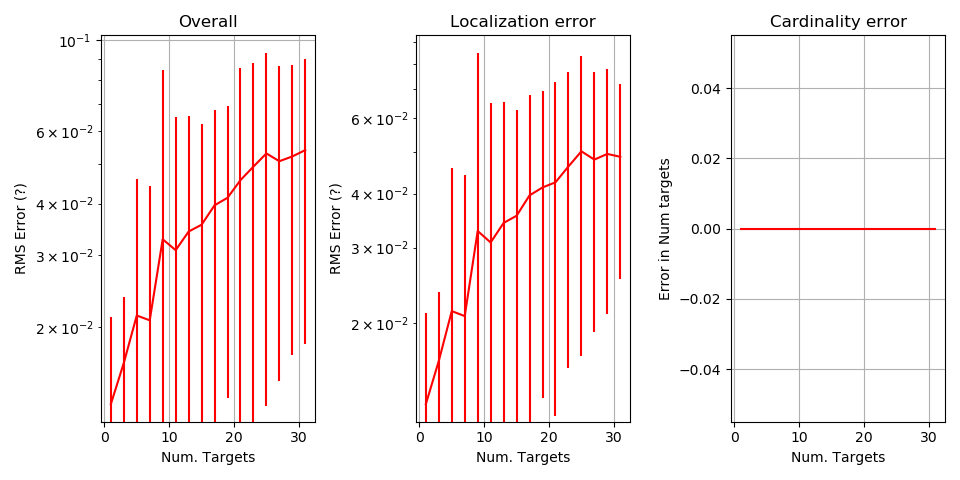 Overall
Localization error
Cardinality error
10⁻¹
6 × 10⁻²
4 × 10⁻²
3 × 10⁻²
2 × 10⁻²
RMS Error (?)
0 10 20 30
Num. Targets
6 × 10⁻²
4 × 10⁻²
3 × 10⁻²
2 × 10⁻²
RMS Error (?)
0 10 20 30
Num. Targets
0.04
0.02
0.00
−0.02
−0.04
Error in Num targets
0 10 20 30
Num. Targets